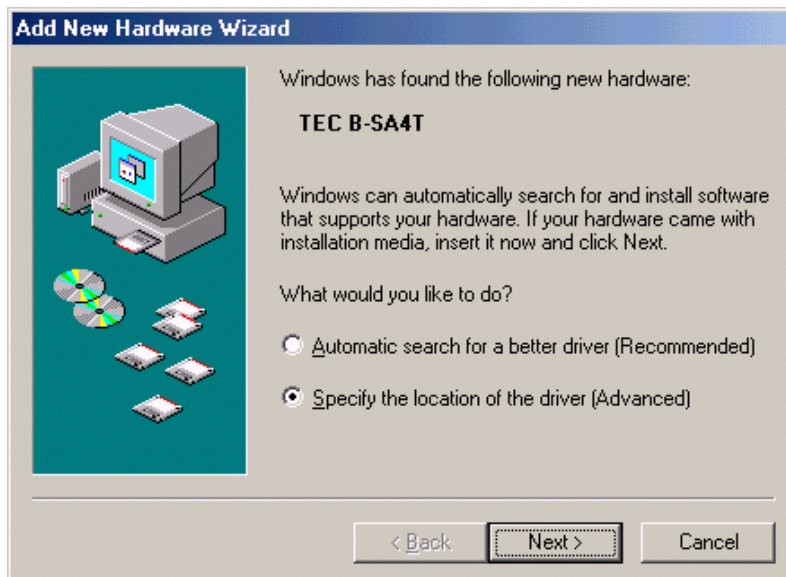 Add New Hardware Wizard
Windows has found the following new hardware:
TEC B-SA4T
Windows can automatically search for and install software
that supports your hardware. If your hardware came with
installation media, insert it now and click Next.
What would you like to do?
Automatic search for a better driver (Recommended)
Specify the location of the driver (Advanced)
< Back Next > Cancel